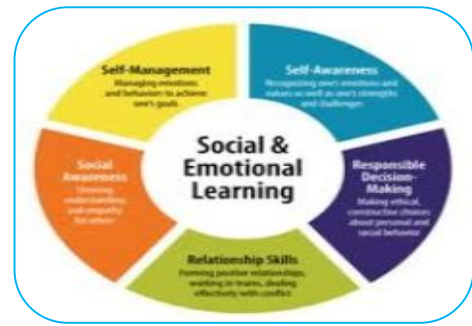 Self-Management
Managing emotions
and behaviors to achieve
one's goals
Self-Awareness
Recognizing one's emotions and
values as well as one's strengths
and challenges
Social &
Emotional
Learning
Social
Awareness
Showing
understanding
and empathy
for others
Responsible
Decision-
Making
Making ethical,
constructive choices
about personal and
social behavior
Relationship Skills
Forming positive relationships,
working in teams, dealing
effectively with conflict